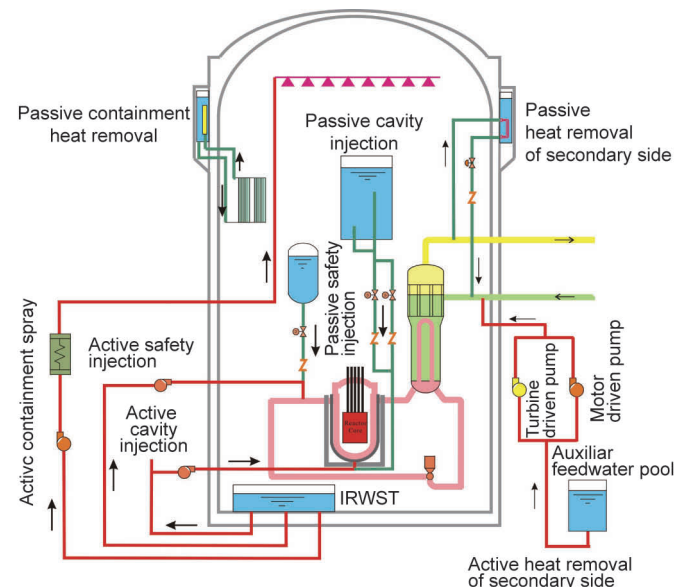 Passive containment
heat removal
Passive cavity
injection
Passive
heat removal
of secondary side
Passive safety
injection
Active safety
injection
Active
cavity
injection
Activc containment spray
Reactor
Core
IRWST
Turbine
driven pump
Motor
driven pump
Auxiliar
feedwater pool
Active heat removal
of secondary side